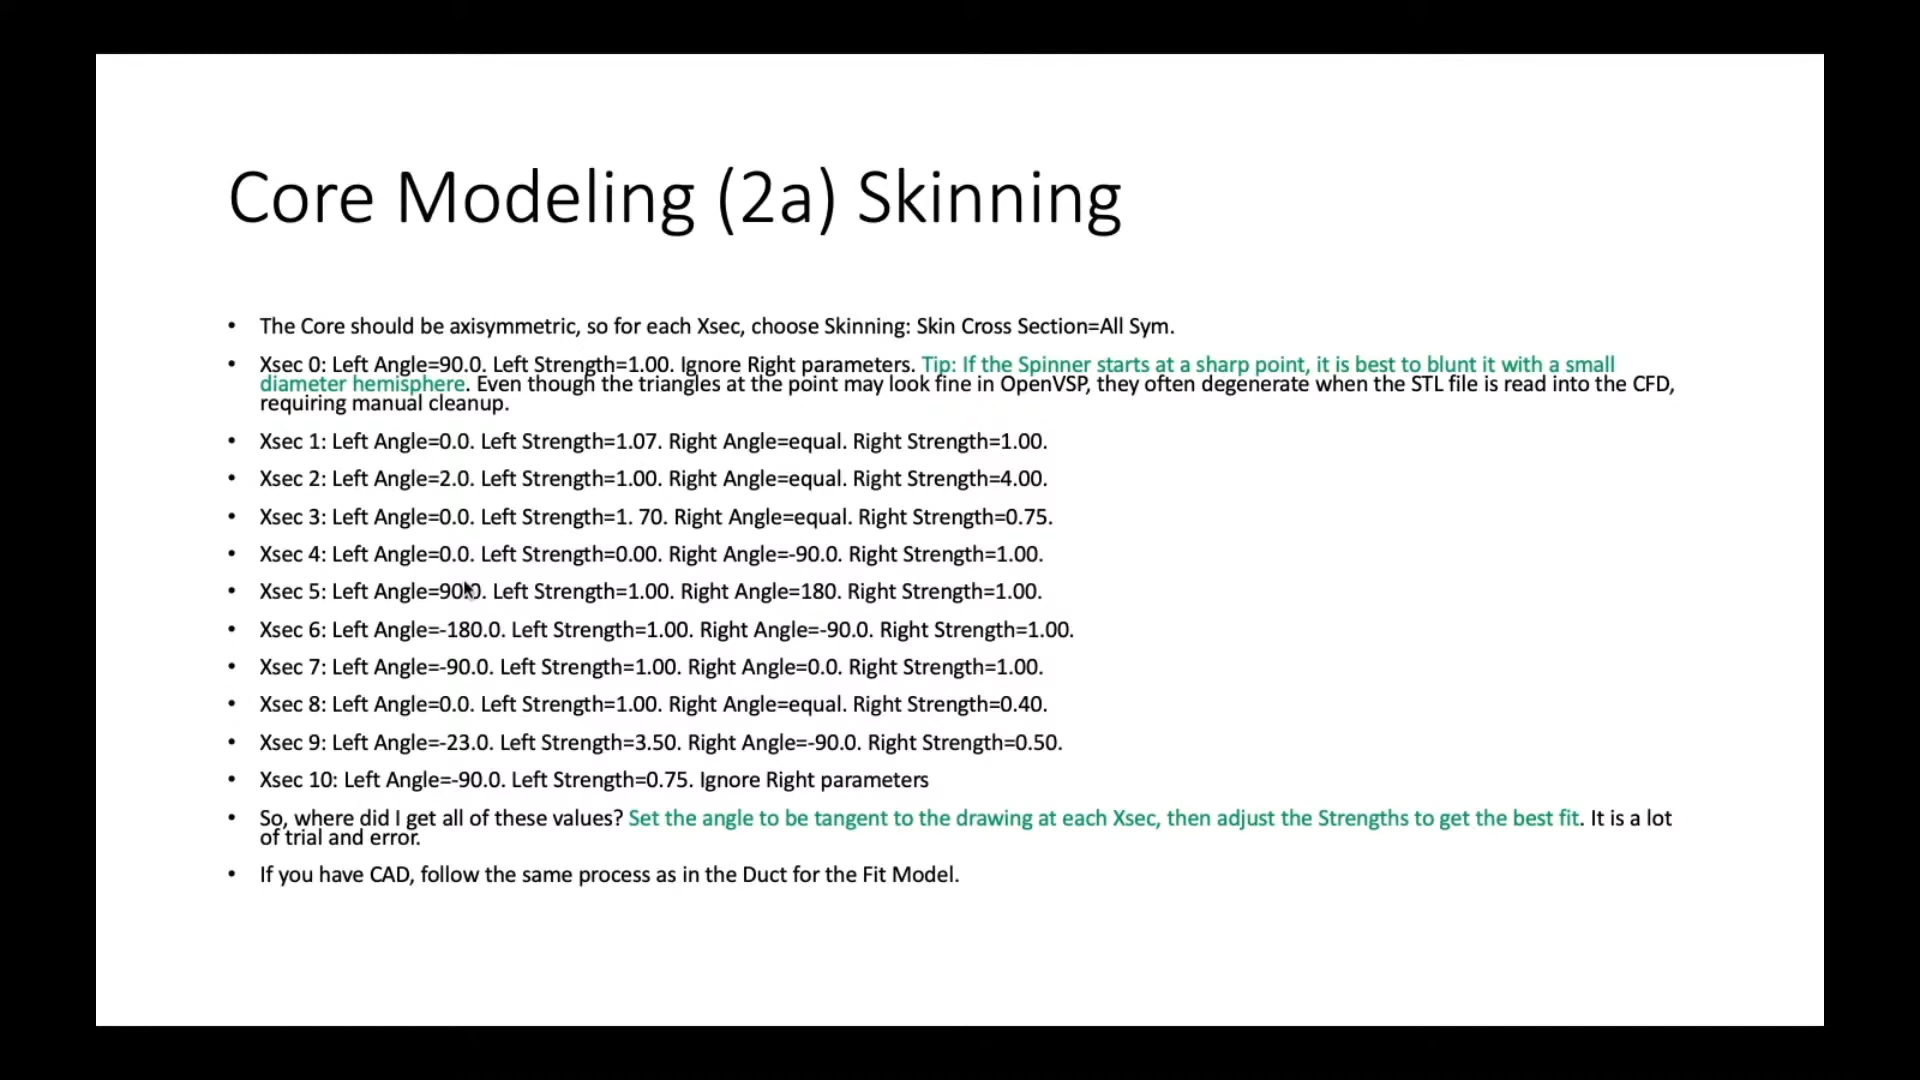 Core Modeling (2a) Skinning
• The Core should be axisymmetric, so for each Xsec, choose Skinning: Skin Cross Section=All Sym.
• Xsec 0: Left Angle=90.0. Left Strength=1.00. Ignore Right parameters. Tip: If the Spinner starts at a sharp point, it is best to blunt it with a small
diameter hemisphere. Even though the triangles at the point may look fine in OpenVSP, they often degenerate when the STL file is read into the CFD,
requiring manual cleanup.
• Xsec 1: Left Angle=0.0. Left Strength=1.07. Right Angle=equal. Right Strength=1.00.
• Xsec 2: Left Angle=2.0. Left Strength=1.00. Right Angle=equal. Right Strength=4.00.
• Xsec 3: Left Angle=0.0. Left Strength=1. 70. Right Angle=equal. Right Strength=0.75.
• Xsec 4: Left Angle=0.0. Left Strength=0.00. Right Angle=-90.0. Right Strength=1.00.
• Xsec 5: Left Angle=90.0. Left Strength=1.00. Right Angle=180. Right Strength=1.00.
• Xsec 6: Left Angle=-180.0. Left Strength=1.00. Right Angle=-90.0. Right Strength=1.00.
• Xsec 7: Left Angle=-90.0. Left Strength=1.00. Right Angle=0.0. Right Strength=1.00.
• Xsec 8: Left Angle=0.0. Left Strength=1.00. Right Angle=equal. Right Strength=0.40.
• Xsec 9: Left Angle=-23.0. Left Strength=3.50. Right Angle=-90.0. Right Strength=0.50.
• Xsec 10: Left Angle=-90.0. Left Strength=0.75. Ignore Right parameters
• So, where did I get all of these values? Set the angle to be tangent to the drawing at each Xsec, then adjust the Strengths to get the best fit. It is a lot
of trial and error.
• If you have CAD, follow the same process as in the Duct for the Fit Model.